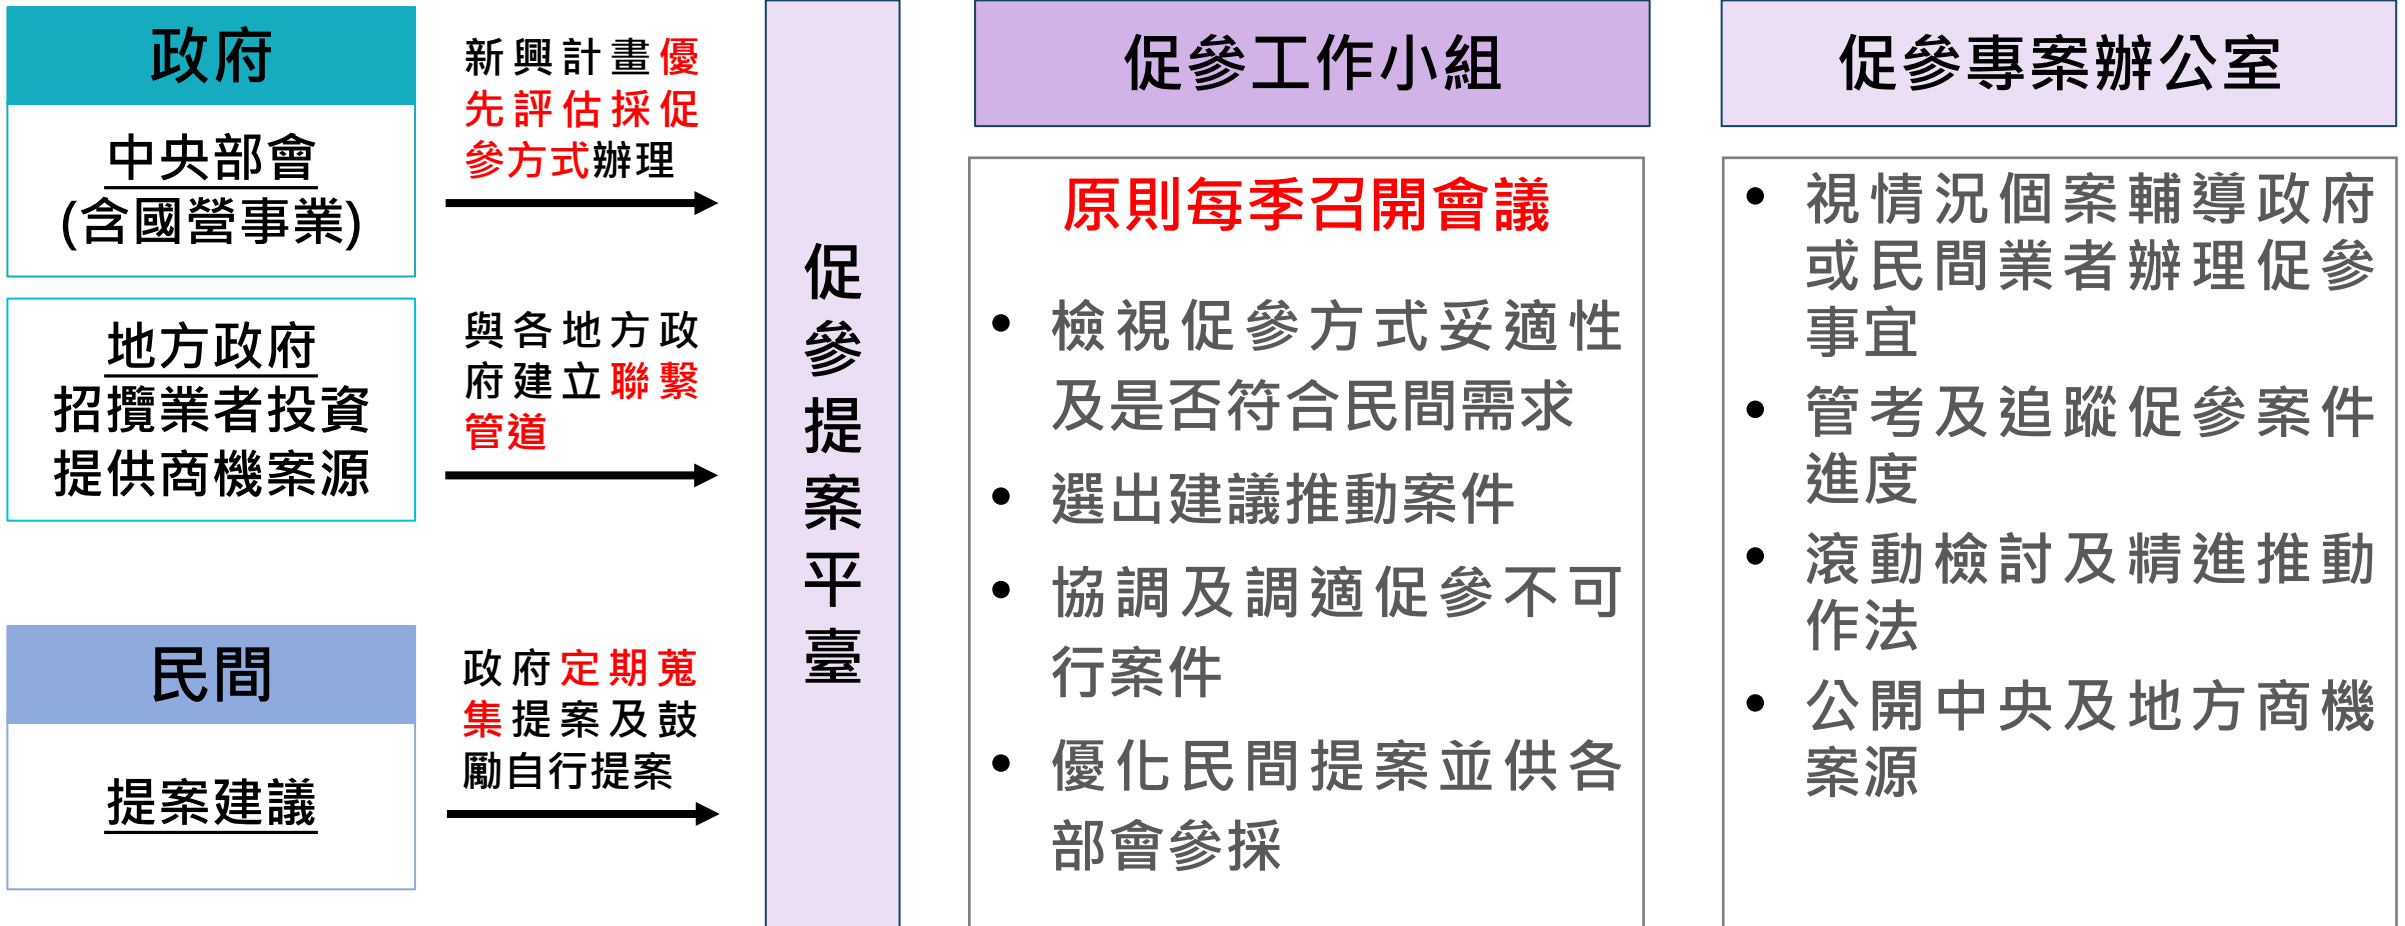 政府
中央部會
(含國營事業)
地方政府
招攬業者投資
提供商機案源
民間
提案建議
新興計畫優
先評估採促
參方式辦理
與各地方政
府建立聯繫
管道
政府定期蒐
集提案及鼓
勵自行提案
促參提案平臺
促參工作小組
原則每季召開會議
• 檢視促參方式妥適性
及是否符合民間需求
• 選出建議推動案件
• 協調及調適促參不可
行案件
• 優化民間提案並供各
部會參採
促參專案辦公室
• 視情況個案輔導政府
或民間業者辦理促參
事宜
• 管考及追蹤促參案件
進度
• 滾動檢討及精進推動
作法
• 公開中央及地方商機
案源